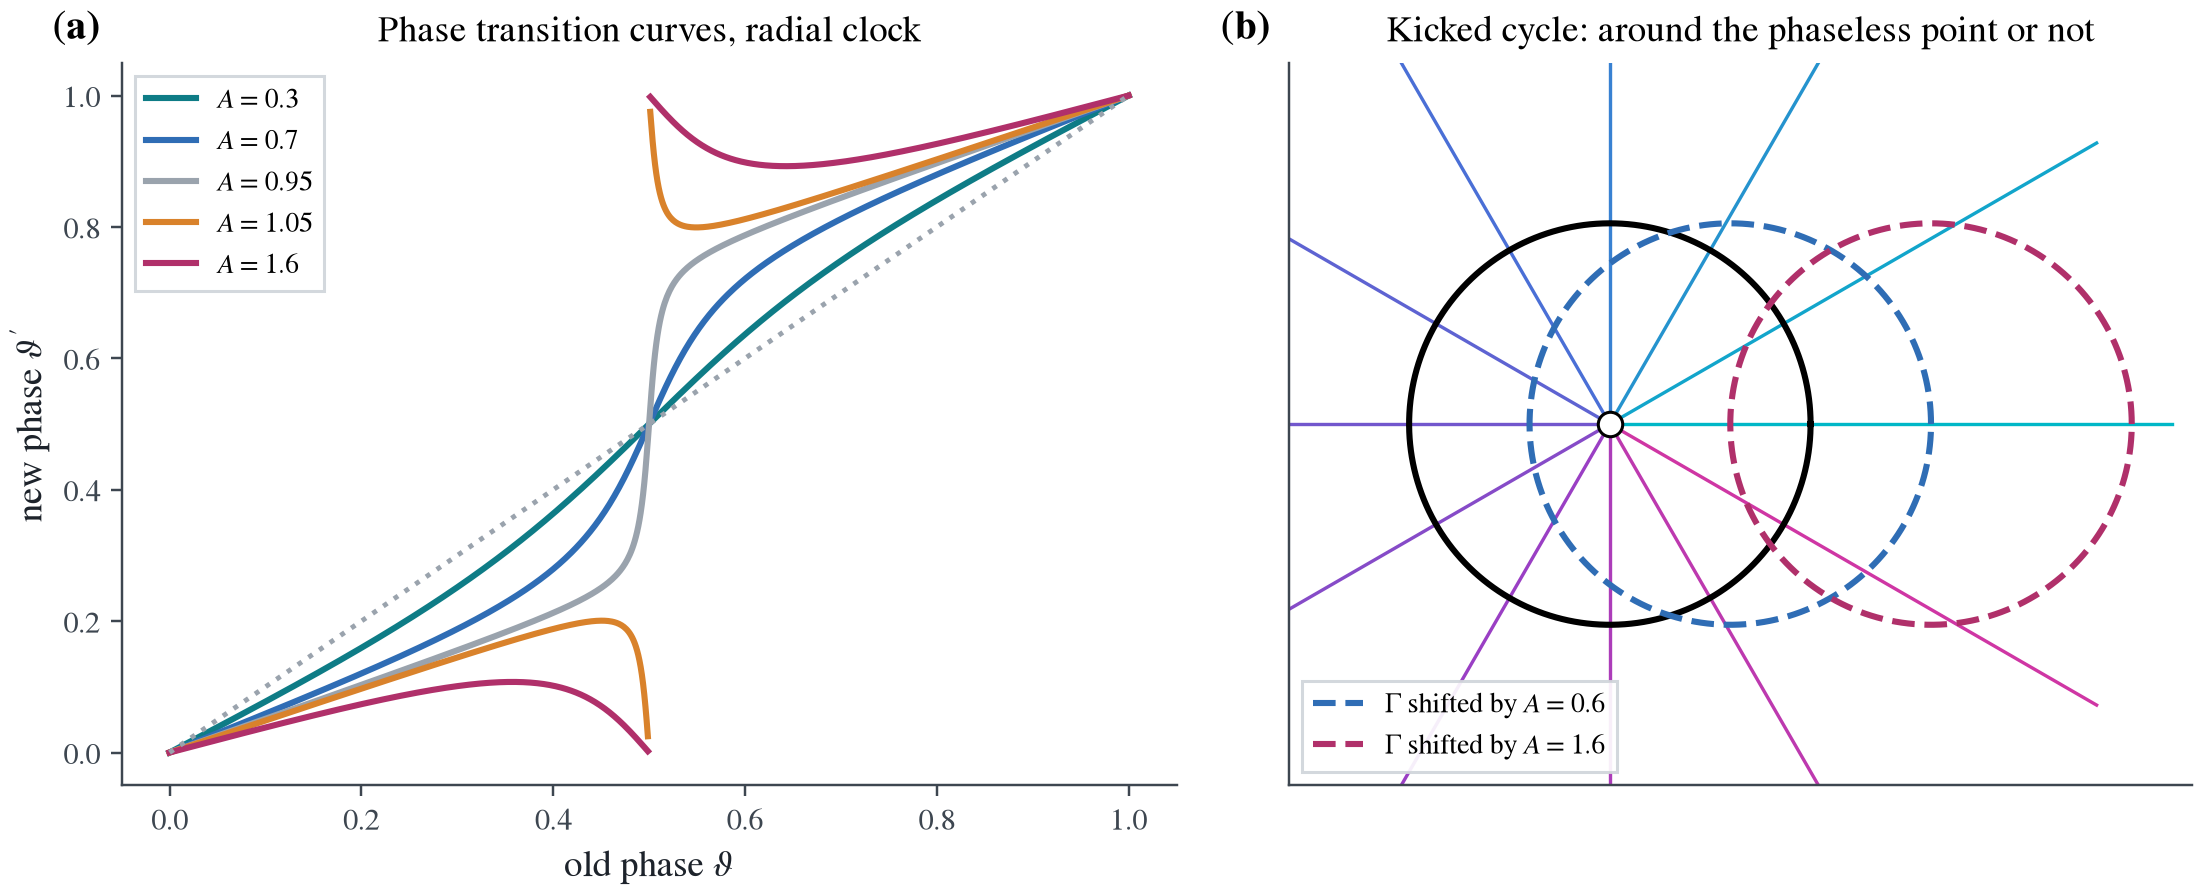 (a)
Phase transition curves, radial clock
A = 0.3
A = 0.7
A = 0.95
A = 1.05
A = 1.6
1.0
0.8
0.6
0.4
0.2
0.0
new phase ϑ′
0.0 0.2 0.4 0.6 0.8 1.0
old phase ϑ
(b)
Kicked cycle: around the phaseless point or not
Γ shifted by A = 0.6
Γ shifted by A = 1.6